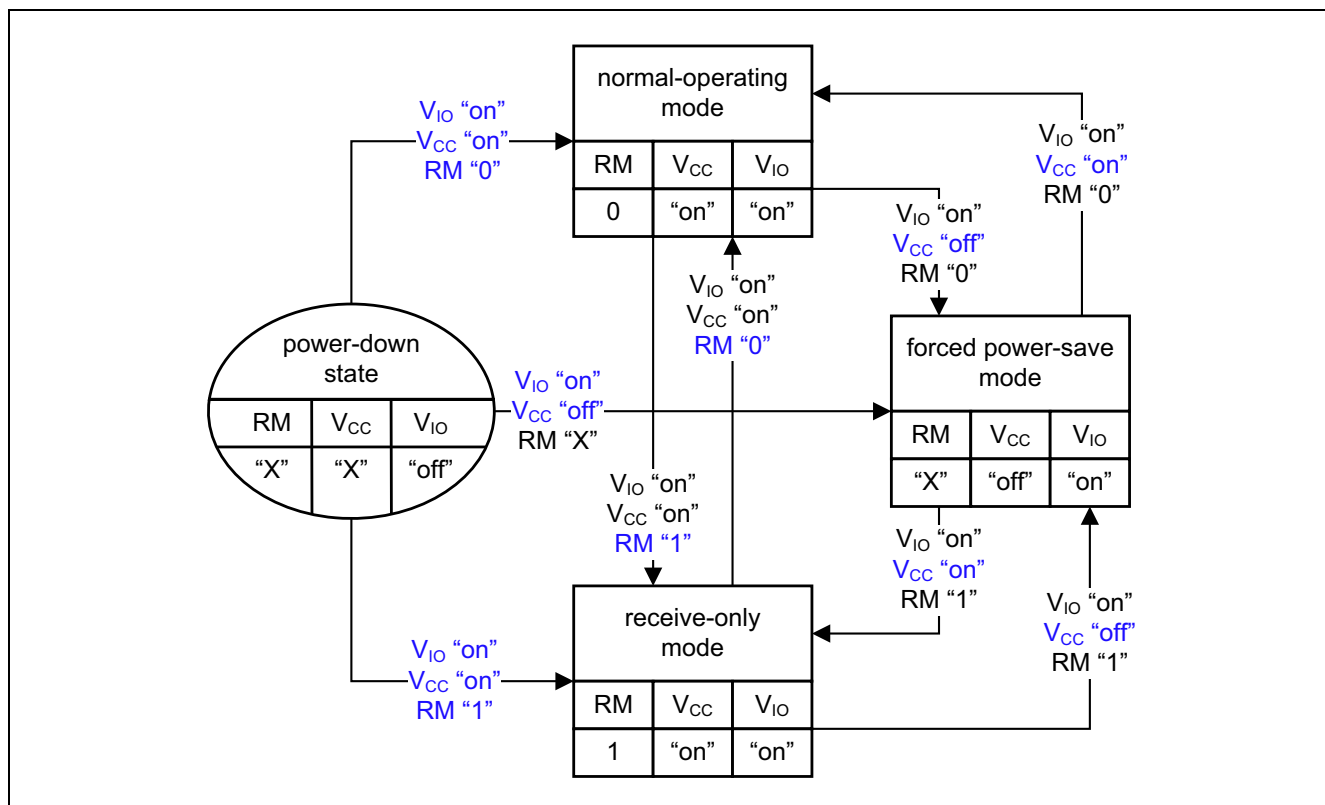 normal-operating
mode
RM VCC VIO
0 “on” “on”
VIO “on”
VCC “on”
RM “0”
VIO “on”
VCC “on”
RM “0”
VIO “on”
VCC “off”
RM “0”
VIO “on”
VCC “on”
RM “0”
power-down
state
RM VCC VIO
“X” “X” “off”
VIO “on”
VCC “off”
RM “X”
forced power-save
mode
RM VCC VIO
“X” “off” “on”
VIO “on”
VCC “on”
RM “1”
VIO “on”
VCC “on”
RM “1”
VIO “on”
VCC “off”
RM “1”
VIO “on”
VCC “on”
RM “1”
receive-only
mode
RM VCC VIO
1 “on” “on”